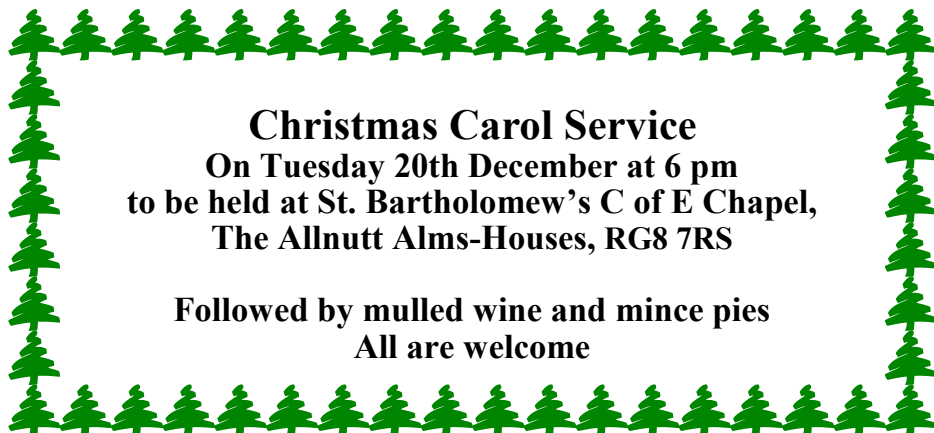 Christmas Carol Service
On Tuesday 20th December at 6 pm
to be held at St. Bartholomew’s C of E Chapel,
The Allnutt Alms-Houses, RG8 7RS
Followed by mulled wine and mince pies
All are welcome